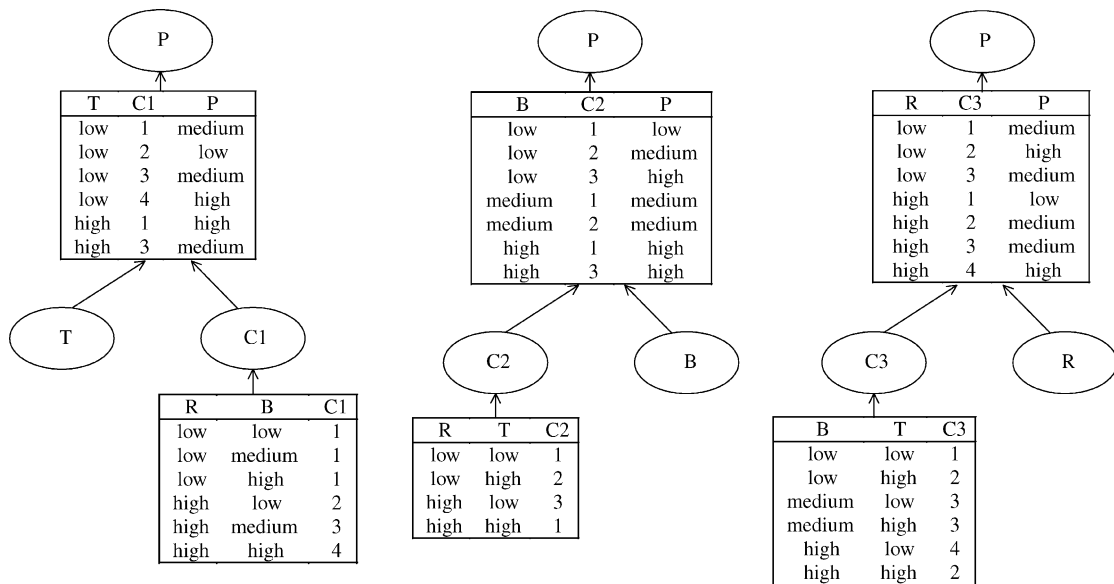 P
T C1 P
low 1 medium
low 2 low
low 3 medium
low 4 high
high 1 high
high 3 medium
T
C1
R B C1
low low 1
low medium 1
low high 1
high low 2
high medium 3
high high 4
P
B C2 P
low 1 low
low 2 medium
low 3 high
medium 1 medium
medium 2 medium
high 1 high
high 3 high
C2
B
R T C2
low low 1
low high 2
high low 3
high high 1
P
R C3 P
low 1 medium
low 2 high
low 3 medium
high 1 low
high 2 medium
high 3 medium
high 4 high
C3
R
B T C3
low low 1
low high 2
medium low 3
medium high 3
high low 4
high high 2